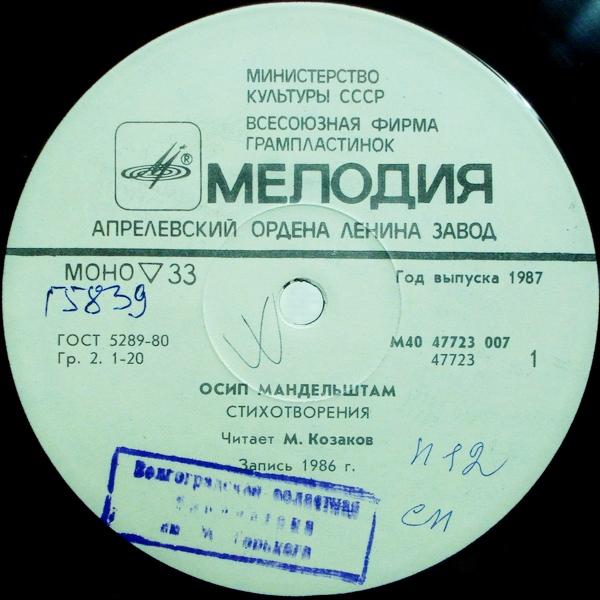 МИНИСТЕРСТВО
КУЛЬТУРЫ СССР
ВСЕСОЮЗНАЯ ФИРМА
ГРАМПЛАСТИНОК
®
МЕЛОДИЯ
АПРЕЛЕВСКИЙ ОРДЕНА ЛЕНИНА ЗАВОД
МОНО ▽ 33
Год выпуска 1987
Г5839
ГОСТ 5289-80
М40 47723 007
Гр. 2. 1-20
47723
1
ОСИП МАНДЕЛЬШТАМ
СТИХОТВОРЕНИЯ
Читает М. Козаков
Запись 1986 г.
Волгоградская областная
им М Горького